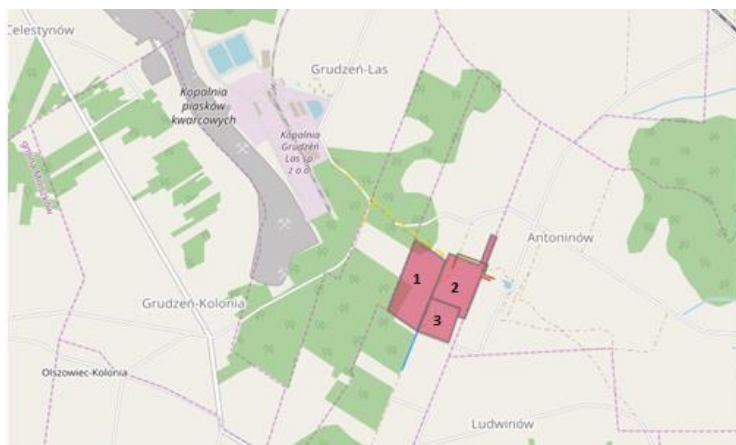 Celestynów
Grudzeń-Las
Kopalnia
piasków
kwarcowych
Kopalnia
Grudzeń
Las sp.
z o.o.
Antoninów
1
2
3
Grudzeń-Kolonia
Olszowiec-Kolonia
Ludwinów